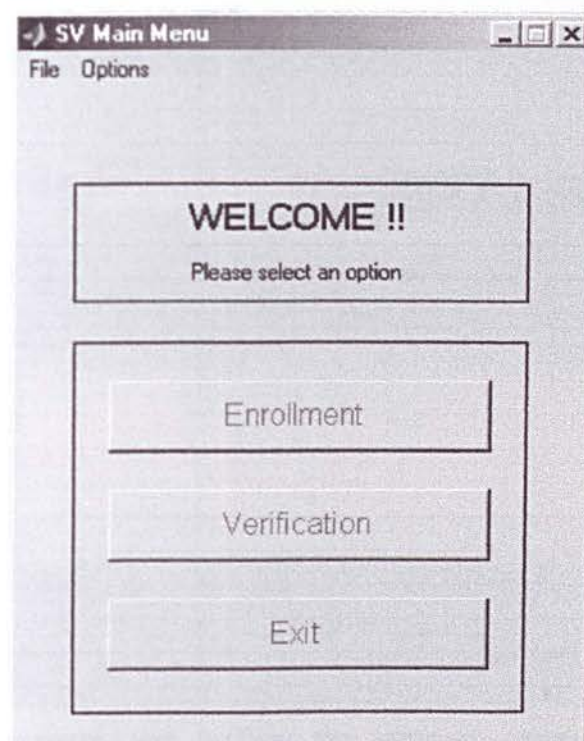 SV Main Menu
File Options
WELCOME !!
Please select an option
Enrollment
Verification
Exit